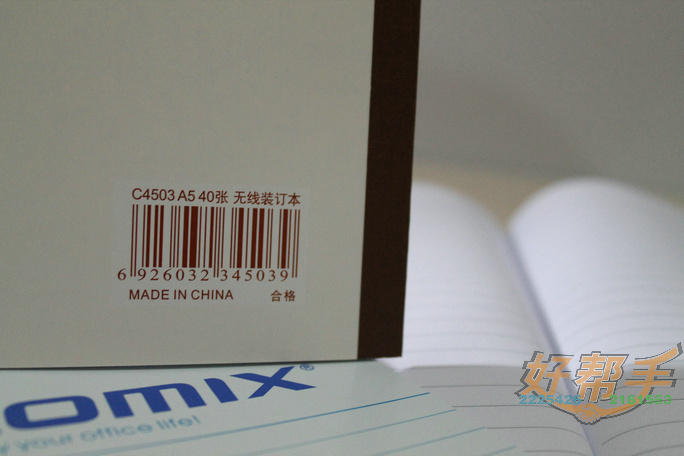 C4503 A5 40张 无线装订本
6 926032 345039
MADE IN CHINA 合格
omix®
your office life!
好帮手